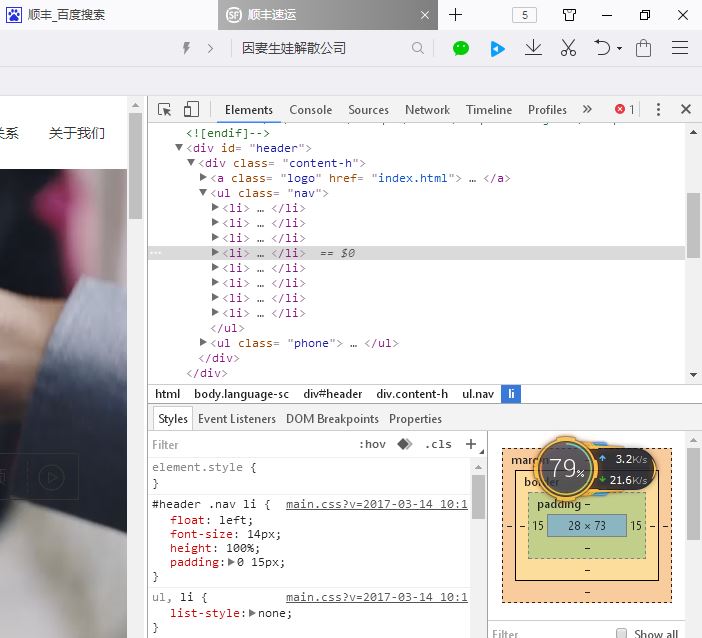 顺丰_百度搜索
SF 顺丰速运
5
因妻生娃解散公司
关系 关于我们
Elements Console Sources Network Timeline Profiles 1
<![endif]-->
<div id= "header">
<div class= "content-h">
<a class= "logo" href= "index.html"> … </a>
<ul class= "nav">
<li> … </li>
<li> … </li>
<li> … </li>
<li> … </li> == $0
<li> … </li>
<li> … </li>
<li> … </li>
<li> … </li>
</ul>
<ul class= "phone"> … </ul>
</div>
</div>
html body.language-sc div#header div.content-h ul.nav li
Styles Event Listeners DOM Breakpoints Properties
Filter :hov .cls
element.style {
}
#header .nav li { main.css?v=2017-03-14 10:1
float: left;
font-size: 14px;
height: 100%;
padding: 0 15px;
}
ul, li { main.css?v=2017-03-14 10:1
list-style: none;
}
margin
border
padding –
– – 15 28 × 73 15 – –
–
–
–
79%
3.2K/s
21.6K/s
Filter Show all